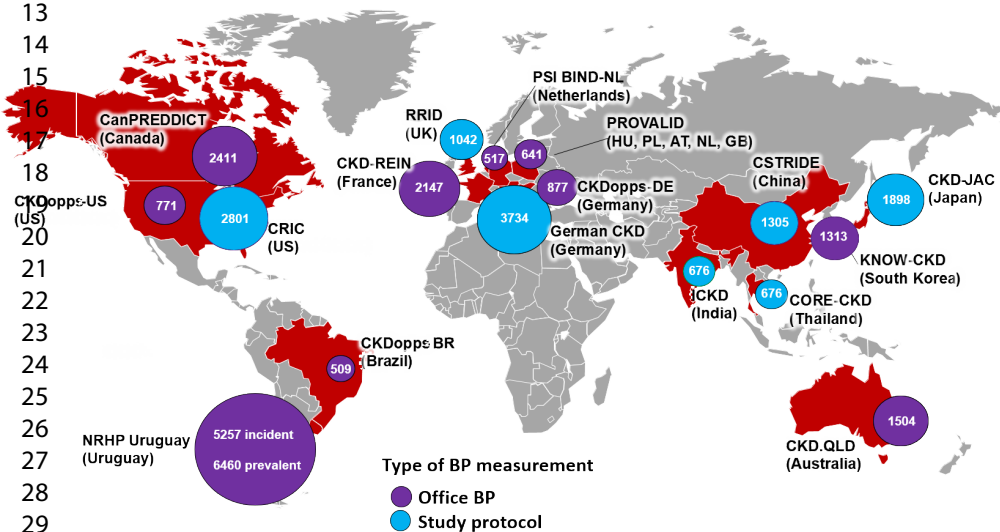 13
14
15
16
17
18
20
21
22
23
24
25
26
27
28
29
CanPREDDICT
(Canada)
2411
CKDopps-US
(US)
771
2801
CRIC
(US)
RRID
(UK)
1042
PSI BIND-NL
(Netherlands)
517
PROVALID
(HU, PL, AT, NL, GB)
641
CKD-REIN
(France)
2147
877
CKDopps-DE
(Germany)
3734
German CKD
(Germany)
CSTRIDE
(China)
1305
CKD-JAC
(Japan)
1898
1313
KNOW-CKD
(South Korea)
676
ICKD
(India)
676
CORE-CKD
(Thailand)
CKDopps BR
(Brazil)
509
NRHP Uruguay
(Uruguay)
5257 incident
6460 prevalent
CKD.QLD
(Australia)
1504
Type of BP measurement
Office BP
Study protocol